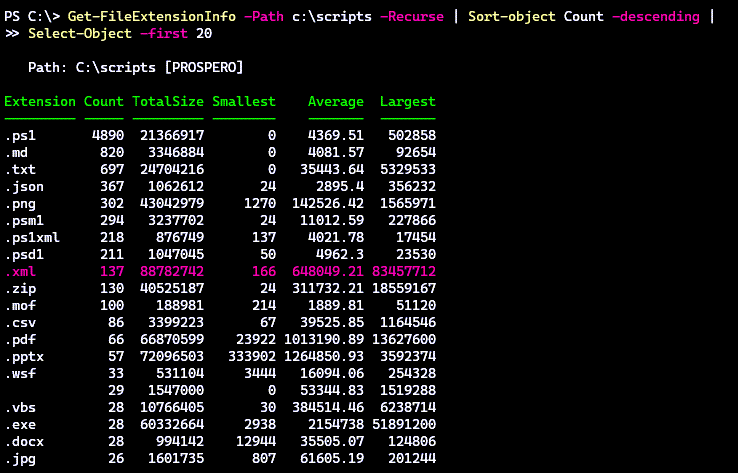 PS C:\> Get-FileExtensionInfo -Path c:\scripts -Recurse | Sort-object Count -descending |
>> Select-Object -first 20
Path: C:\scripts [PROSPERO]
Extension Count TotalSize Smallest Average Largest
--------- ----- --------- -------- ------- -------
.ps1 4890 21366917 0 4369.51 502858
.md 820 3346884 0 4081.57 92654
.txt 697 24704216 0 35443.64 5329533
.json 367 1062612 24 2895.4 356232
.png 302 43042979 1270 142526.42 1565971
.psm1 294 3237702 24 11012.59 227866
.ps1xml 218 876749 137 4021.78 17454
.psd1 211 1047045 50 4962.3 23530
.xml 137 88782742 166 648049.21 83457712
.zip 130 40525187 24 311732.21 18559167
.mof 100 188981 214 1889.81 51120
.csv 86 3399223 67 39525.85 1164546
.pdf 66 66870599 23922 1013190.89 13627600
.pptx 57 72096503 333902 1264850.93 3592374
.wsf 33 531104 3444 16094.06 254328
29 1547000 0 53344.83 1519288
.vbs 28 10766405 30 384514.46 6238714
.exe 28 60332664 2938 2154738 51891200
.docx 28 994142 12944 35505.07 124806
.jpg 26 1601735 807 61605.19 201244